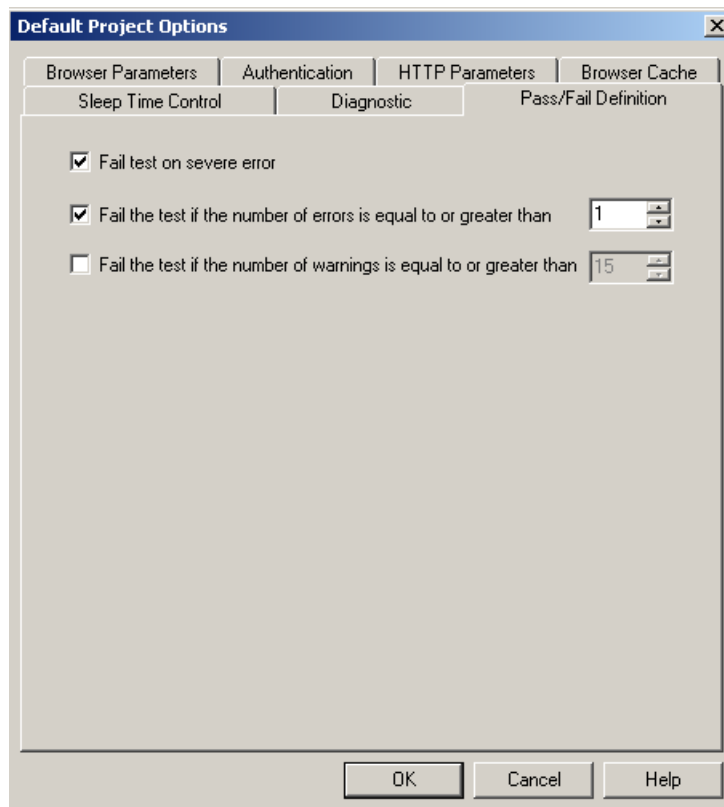 Default Project Options
Browser Parameters Authentication HTTP Parameters Browser Cache
Sleep Time Control Diagnostic Pass/Fail Definition
Fail test on severe error
Fail the test if the number of errors is equal to or greater than 1
Fail the test if the number of warnings is equal to or greater than 15
OK Cancel Help